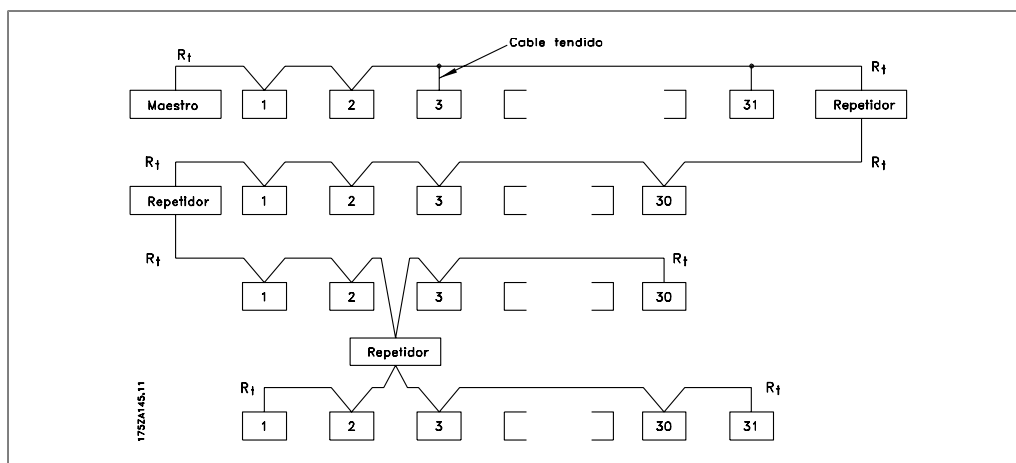 Cable tendido
Rt Rt
Maestro 1 2 3 31 Repetidor
Rt Rt
Repetidor 1 2 3 30
Rt Rt
1 2 3 30
Repetidor
Rt Rt
1 2 3 30 31
175ZA145.11